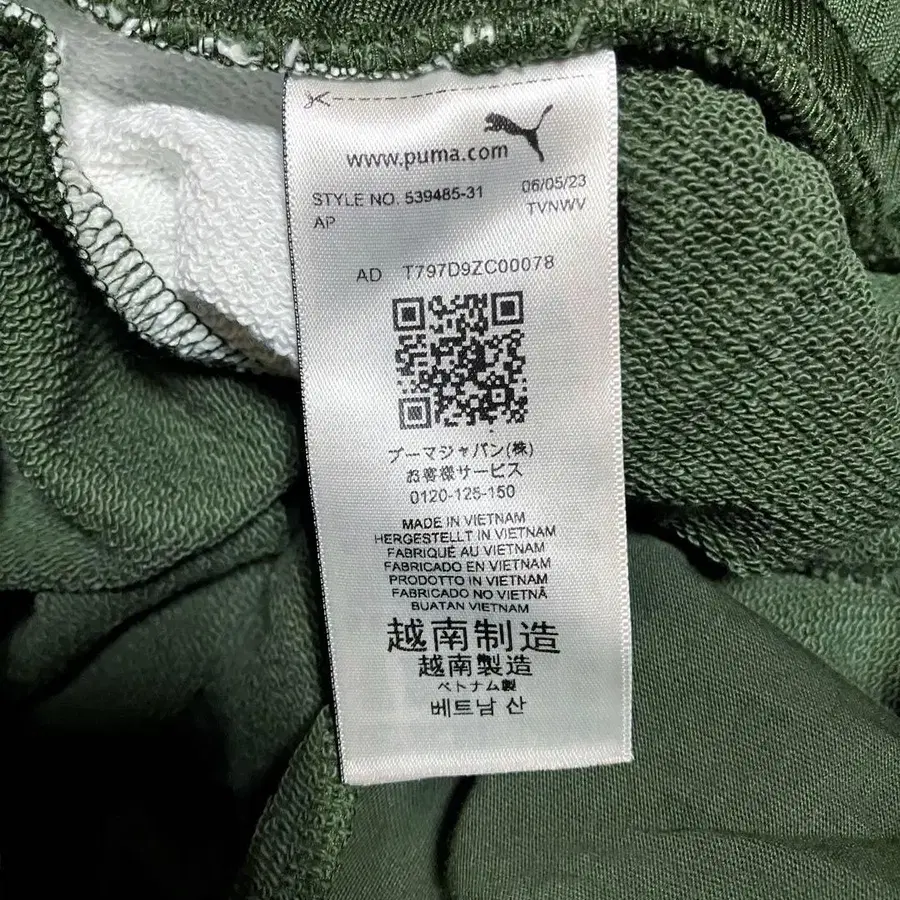 www.puma.com
STYLE NO. 539485-31 06/05/23
AP TVNWV
AD T797D9ZC00078
プーマジャパン(株)
お客様サービス
0120-125-150
MADE IN VIETNAM
HERGESTELLT IN VIETNAM
FABRIQUÉ AU VIETNAM
FABRICADO EN VIETNAM
PRODOTTO IN VIETNAM
FABRICADO NO VIETNÃ
BUATAN VIETNAM
越南制造
越南製造
ベトナム製
베트남 산